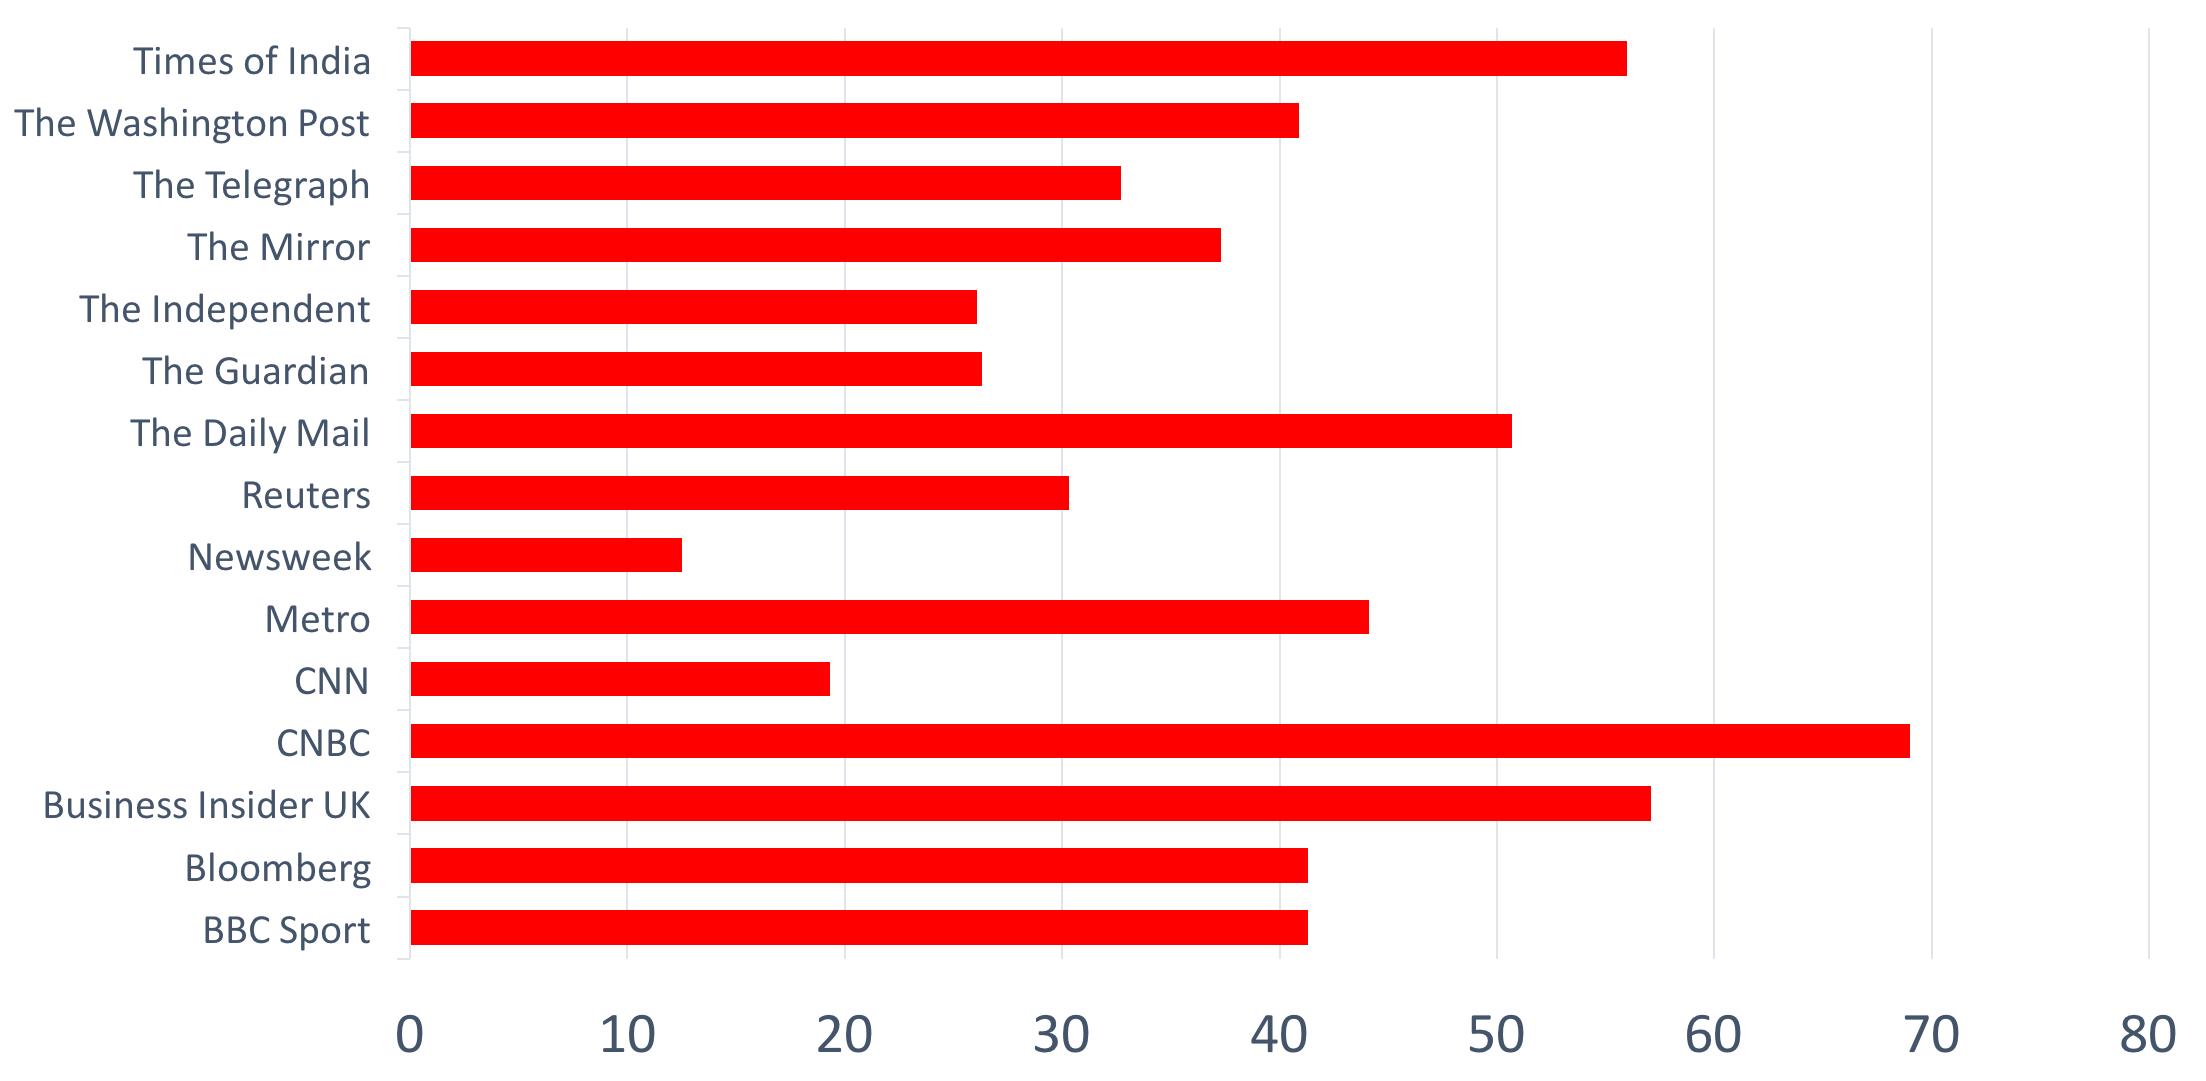 Times of India
The Washington Post
The Telegraph
The Mirror
The Independent
The Guardian
The Daily Mail
Reuters
Newsweek
Metro
CNN
CNBC
Business Insider UK
Bloomberg
BBC Sport
0 10 20 30 40 50 60 70 80